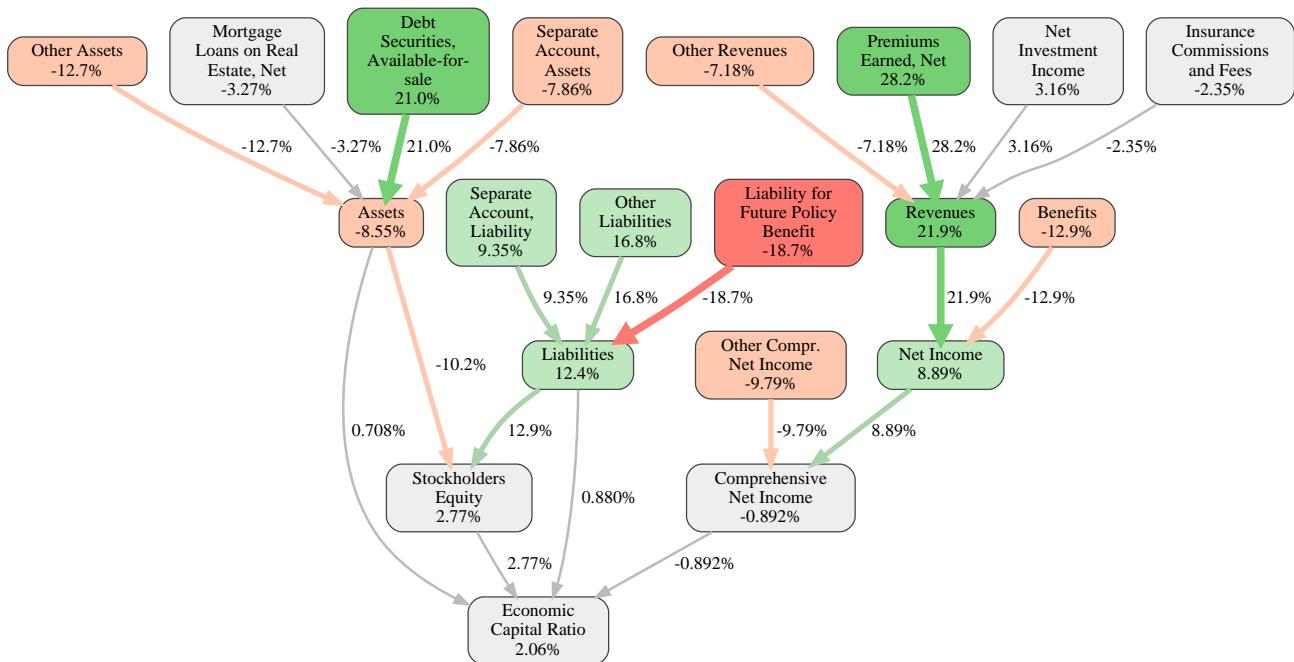 Other Assets
-12.7%
Mortgage
Loans on Real
Estate, Net
-3.27%
Debt
Securities,
Available-for-
sale
21.0%
Separate
Account,
Assets
-7.86%
Other Revenues
-7.18%
Premiums
Earned, Net
28.2%
Net
Investment
Income
3.16%
Insurance
Commissions
and Fees
-2.35%
-12.7%
-3.27%
21.0%
-7.86%
-7.18%
28.2%
3.16%
-2.35%
Assets
-8.55%
Separate
Account,
Liability
9.35%
Other
Liabilities
16.8%
Liability for
Future Policy
Benefit
-18.7%
Revenues
21.9%
Benefits
-12.9%
9.35%
16.8%
-18.7%
21.9%
-12.9%
-10.2%
Liabilities
12.4%
Other Compr.
Net Income
-9.79%
Net Income
8.89%
0.708%
12.9%
-9.79%
8.89%
Stockholders
Equity
2.77%
0.880%
Comprehensive
Net Income
-0.892%
2.77%
-0.892%
Economic
Capital Ratio
2.06%